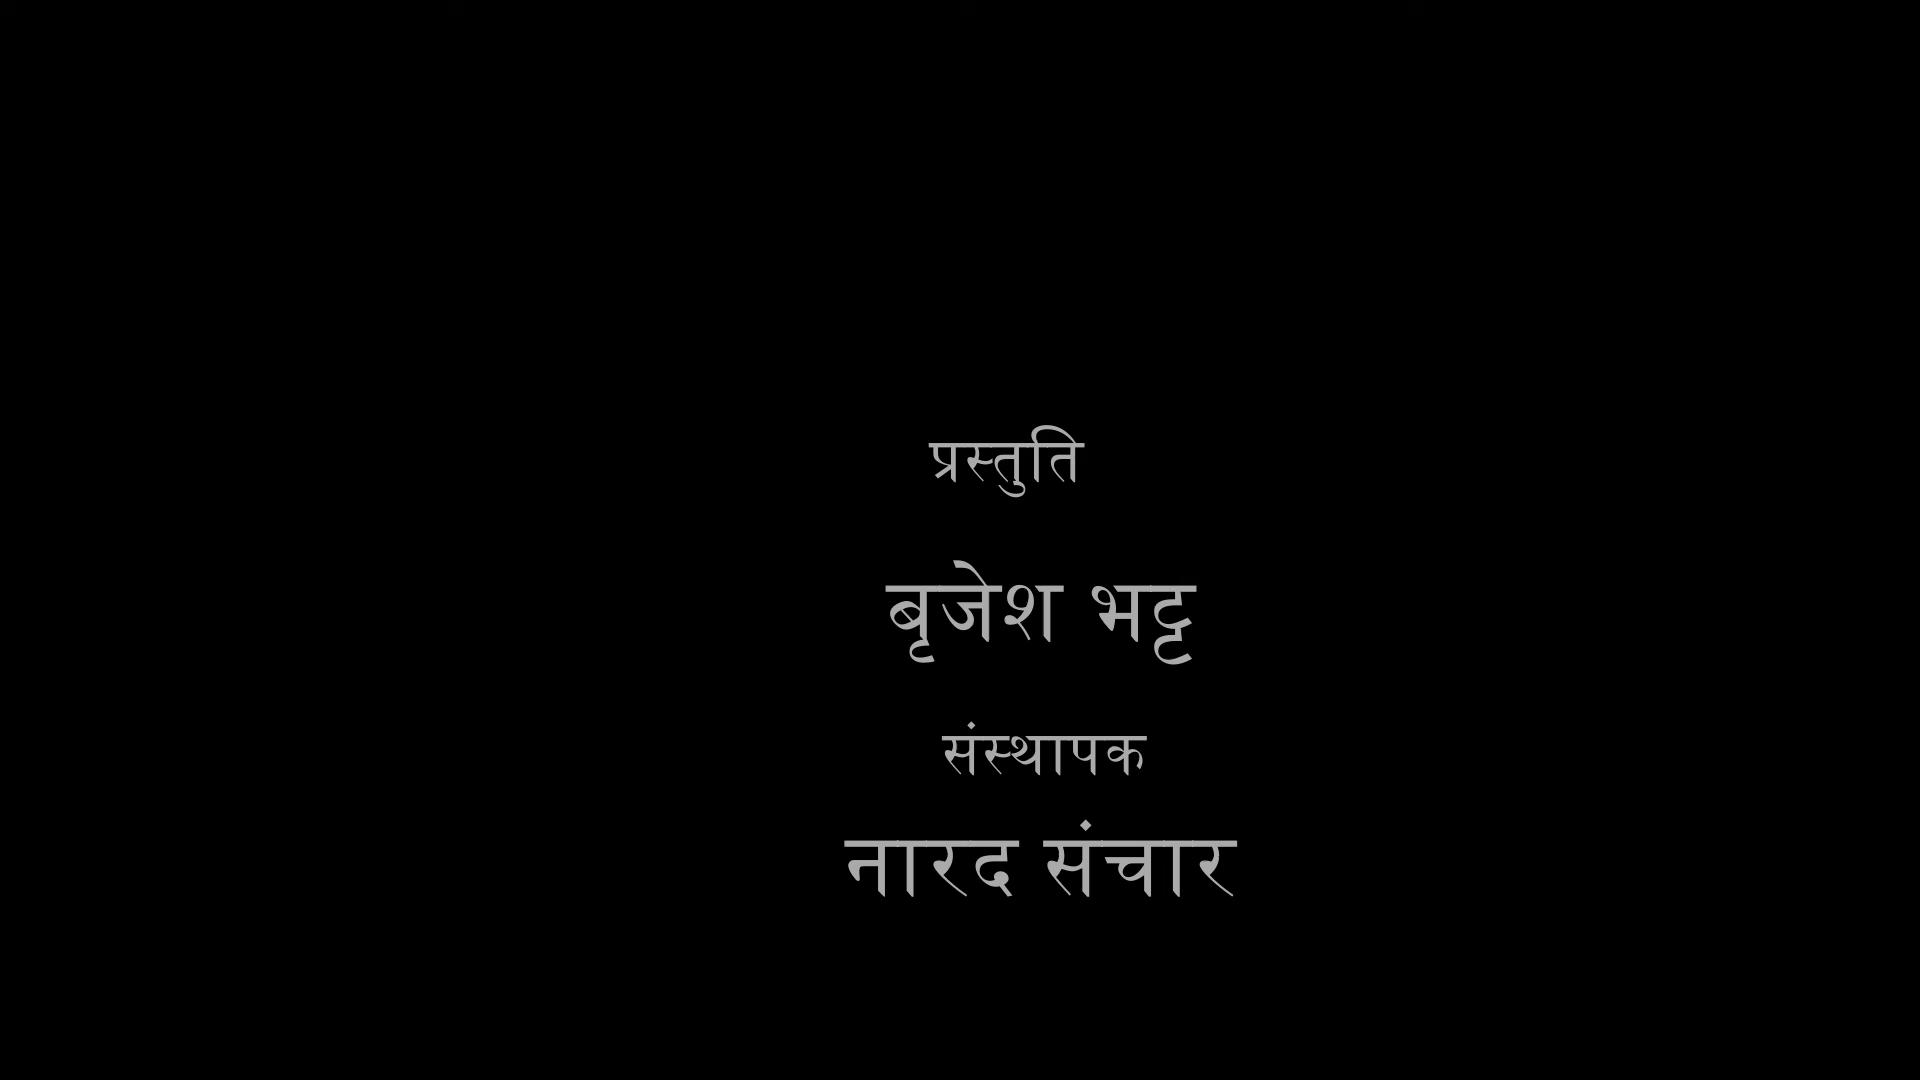 प्रस्तुति
बृजेश भट्ट
संस्थापक
नारद संचार